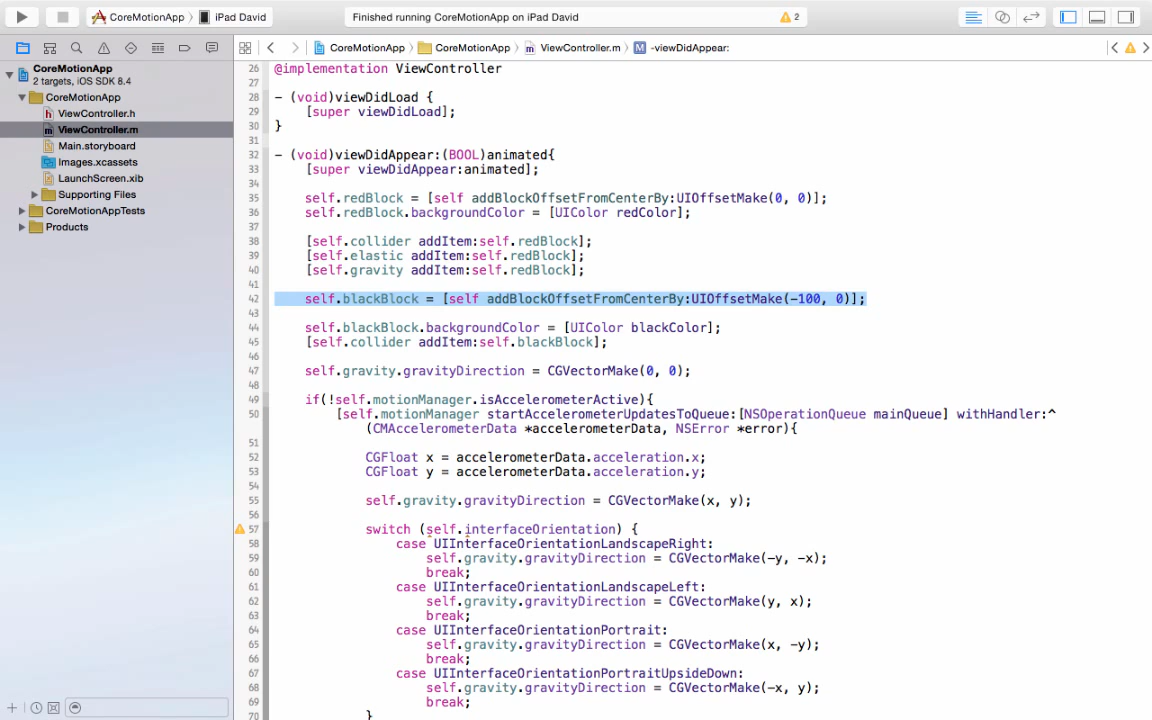 CoreMotionApp
iPad David
Finished running CoreMotionApp on iPad David
2
CoreMotionApp
CoreMotionApp
ViewController.m
M -viewDidAppear:
CoreMotionApp
2 targets, iOS SDK 8.4
CoreMotionApp
h ViewController.h
m ViewController.m
Main.storyboard
Images.xcassets
LaunchScreen.xib
Supporting Files
CoreMotionAppTests
Products
26 @implementation ViewController
27
28 - (void)viewDidLoad {
29 [super viewDidLoad];
30 }
31
32 - (void)viewDidAppear:(BOOL)animated{
33 [super viewDidAppear:animated];
34
35 self.redBlock = [self addBlockOffsetFromCenterBy:UIOffsetMake(0, 0)];
36 self.redBlock.backgroundColor = [UIColor redColor];
37
38 [self.collider addItem:self.redBlock];
39 [self.elastic addItem:self.redBlock];
40 [self.gravity addItem:self.redBlock];
41
42 self.blackBlock = [self addBlockOffsetFromCenterBy:UIOffsetMake(-100, 0)];
43
44 self.blackBlock.backgroundColor = [UIColor blackColor];
45 [self.collider addItem:self.blackBlock];
46
47 self.gravity.gravityDirection = CGVectorMake(0, 0);
48
49 if(!self.motionManager.isAccelerometerActive){
50 [self.motionManager startAccelerometerUpdatesToQueue:[NSOperationQueue mainQueue] withHandler:^
(CMAccelerometerData *accelerometerData, NSError *error){
51
52 CGFloat x = accelerometerData.acceleration.x;
53 CGFloat y = accelerometerData.acceleration.y;
54
55 self.gravity.gravityDirection = CGVectorMake(x, y);
56
57 switch (self.interfaceOrientation) {
58 case UIInterfaceOrientationLandscapeRight:
59 self.gravity.gravityDirection = CGVectorMake(-y, -x);
60 break;
61 case UIInterfaceOrientationLandscapeLeft:
62 self.gravity.gravityDirection = CGVectorMake(y, x);
63 break;
64 case UIInterfaceOrientationPortrait:
65 self.gravity.gravityDirection = CGVectorMake(x, -y);
66 break;
67 case UIInterfaceOrientationPortraitUpsideDown:
68 self.gravity.gravityDirection = CGVectorMake(-x, y);
69 break;
70 }